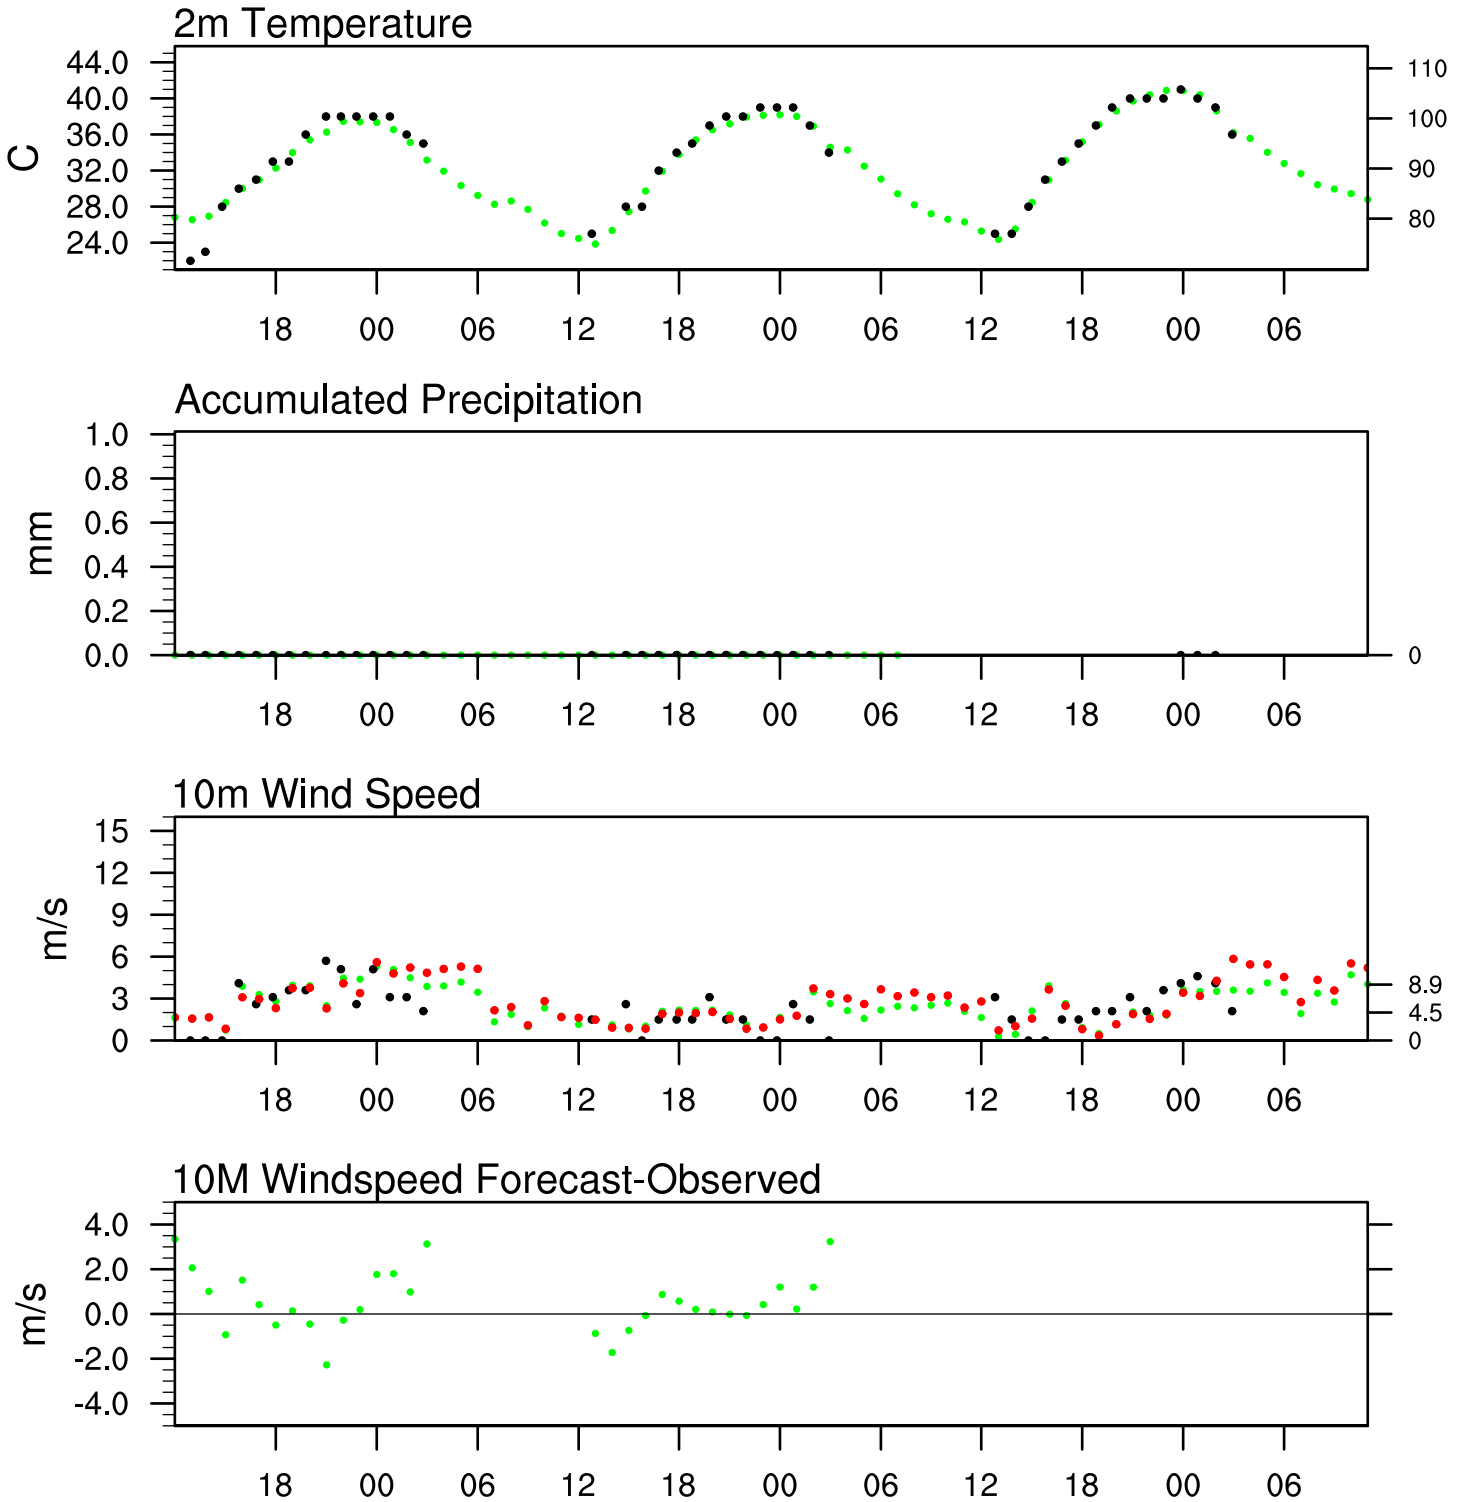 2m Temperature
44.0
40.0
36.0
32.0
28.0
24.0
C
110
100
90
80
18 00 06 12 18 00 06 12 18 00 06
Accumulated Precipitation
1.0
0.8
0.6
0.4
0.2
0.0
mm
0
18 00 06 12 18 00 06 12 18 00 06
10m Wind Speed
15
12
9
6
3
0
m/s
8.9
4.5
0
18 00 06 12 18 00 06 12 18 00 06
10M Windspeed Forecast-Observed
4.0
2.0
0.0
-2.0
-4.0
m/s
18 00 06 12 18 00 06 12 18 00 06